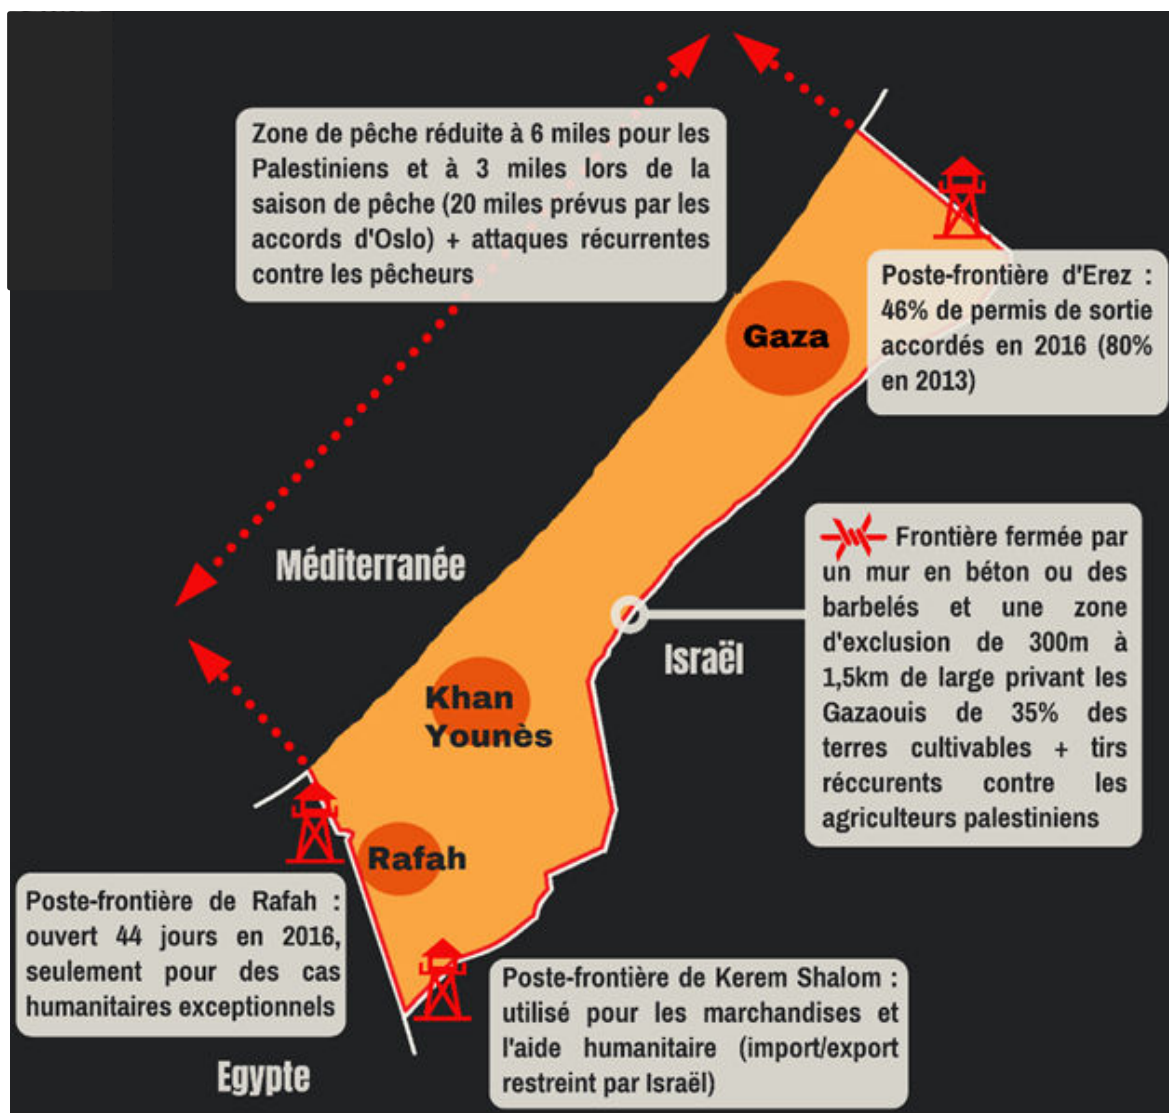 Zone de pêche réduite à 6 miles pour les
Palestiniens et à 3 miles lors de la
saison de pêche (20 miles prévus par les
accords d'Oslo) + attaques récurrentes
contre les pêcheurs
Poste-frontière d'Erez :
46% de permis de sortie
accordés en 2016 (80%
en 2013)
Gaza
Frontière fermée par
un mur en béton ou des
barbelés et une zone
d'exclusion de 300m à
1,5km de large privant les
Gazaouis de 35% des
terres cultivables + tirs
réccurents contre les
agriculteurs palestiniens
Méditerranée
Israël
Khan
Younès
Rafah
Poste-frontière de Rafah :
ouvert 44 jours en 2016,
seulement pour des cas
humanitaires exceptionnels
Poste-frontière de Kerem Shalom :
utilisé pour les marchandises et
l'aide humanitaire (import/export
restreint par Israël)
Egypte